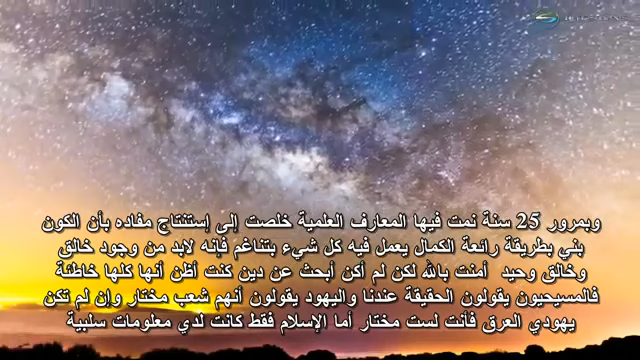 وبمرور 25 سنة نمت فيها المعارف العلمية خلصت إلى إستنتاج مفاده بأن الكون
بني بطريقة رائعة الكمال يعمل فيه كل شيء بتناغم فإنه لابد من وجود خالق
وخالق وحيد أمنت بالله لكن لم أكن أبحث عن دين كنت أظن أنها كلها خاطئة
فالمسيحيون يقولون الحقيقة عندنا واليهود يقولون أنهم شعب مختار وإن لم تكن
يهودي العرق فأنت لست مختار أما الإسلام فقط كانت لدي معلومات سلبية